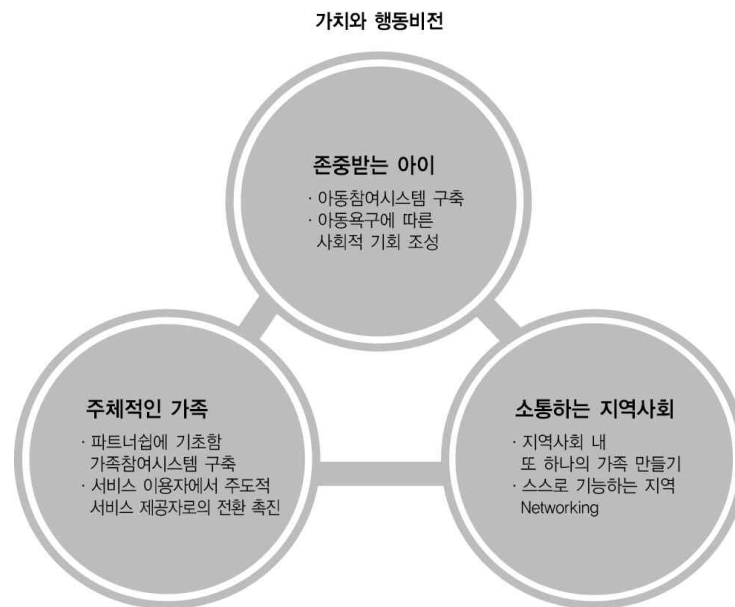 가치와 행동비전
존중받는 아이
· 아동참여시스템 구축
· 아동욕구에 따른
사회적 기회 조성
주체적인 가족
· 파트너쉽에 기초함
가족참여시스템 구축
· 서비스 이용자에서 주도적
서비스 제공자로의 전환 촉진
소통하는 지역사회
· 지역사회 내
또 하나의 가족 만들기
· 스스로 기능하는 지역
Networking